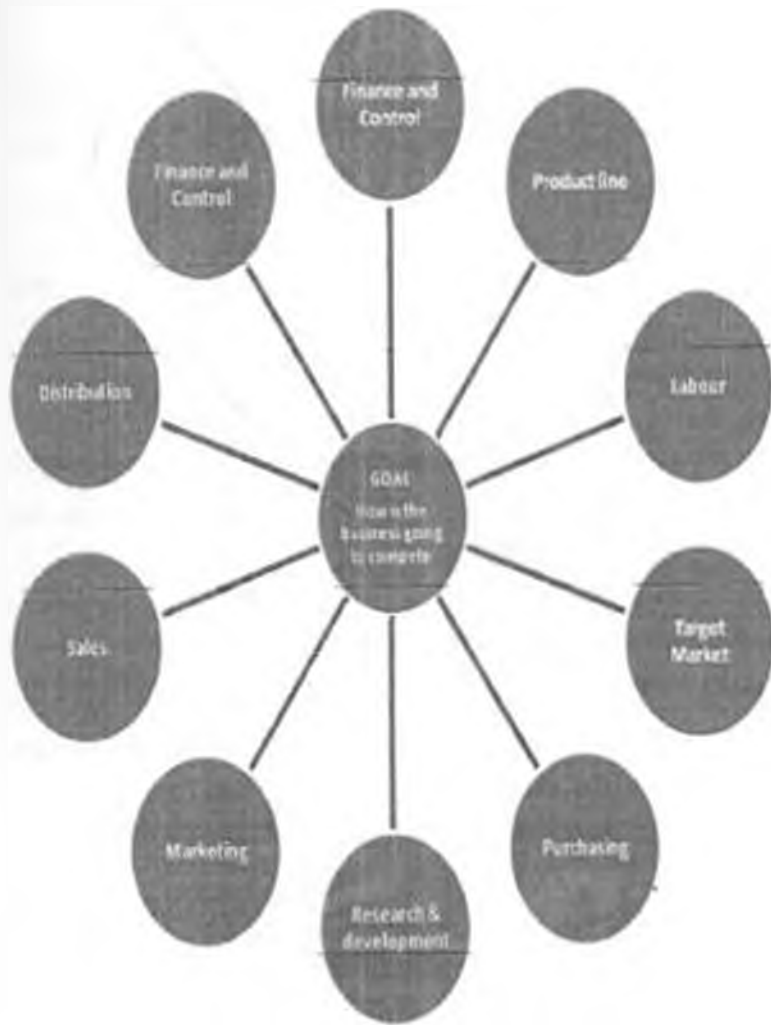 Finance and
Control
Product line
Labour
Target
Market
Purchasing
Research &
development
Marketing
Sales
Distribution
Finance and
Control
GOAL
How is the
business going
to compete